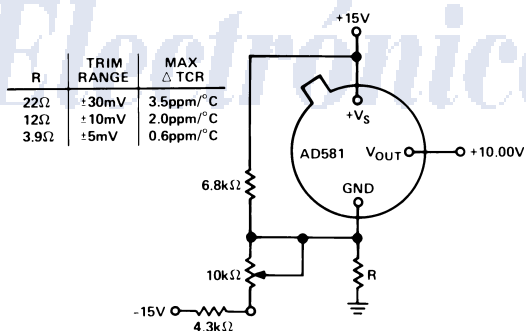 Electrónica
+15V
R TRIM RANGE MAX Δ TCR
22Ω ±30mV 3.5ppm/°C
12Ω ±10mV 2.0ppm/°C
3.9Ω ±5mV 0.6ppm/°C
+VS
AD581 VOUT +10.00V
GND
6.8kΩ
10kΩ R
-15V
4.3kΩ